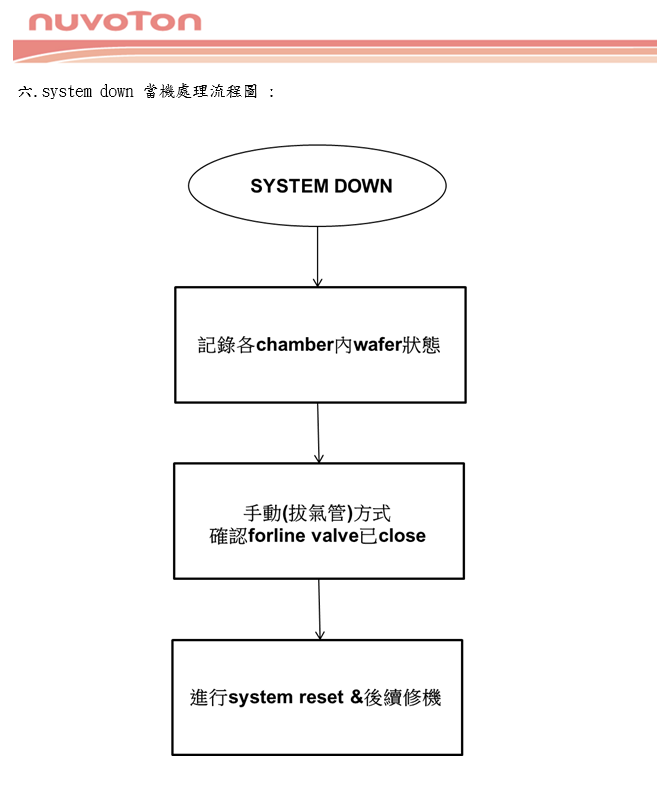 nuvoTon
六.system down 當機處理流程圖 :
SYSTEM DOWN
記錄各chamber內wafer狀態
手動(拔氣管)方式
確認forline valve已close
進行system reset &後續修機